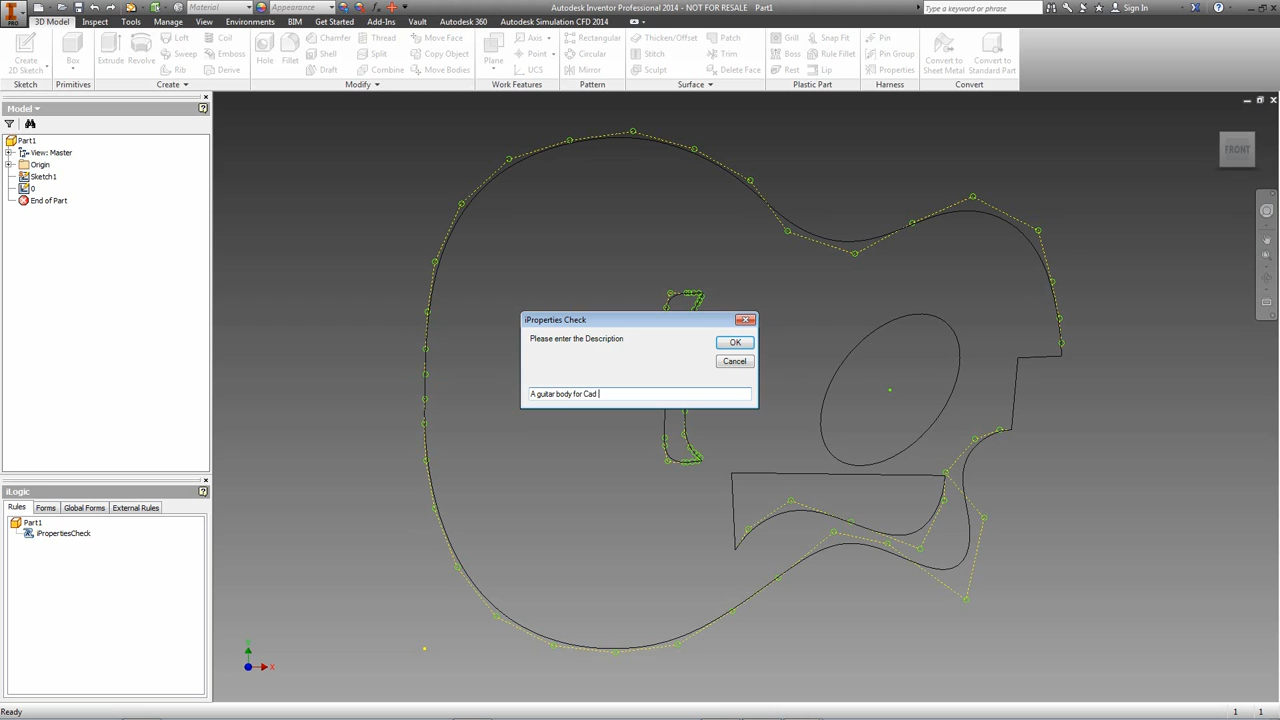 Material
Appearance
Autodesk Inventor Professional 2014 - NOT FOR RESALE   Part1
Type a keyword or phrase
Sign In
PRO
3D Model
Inspect
Tools
Manage
View
Environments
BIM
Get Started
Add-Ins
Vault
Autodesk 360
Autodesk Simulation CFD 2014
Create
2D Sketch
Sketch
Box
Primitives
Extrude
Revolve
Loft
Sweep
Rib
Coil
Emboss
Derive
Create
Hole
Fillet
Chamfer
Shell
Draft
Thread
Split
Combine
Move Face
Copy Object
Move Bodies
Modify
Plane
Axis
Point
UCS
Work Features
Rectangular
Circular
Mirror
Pattern
Thicken/Offset
Stitch
Sculpt
Patch
Trim
Delete Face
Surface
Grill
Boss
Rest
Snap Fit
Rule Fillet
Lip
Plastic Part
Pin
Pin Group
Properties
Harness
Convert to
Sheet Metal
Convert to
Standard Part
Convert
Model
Part1
View: Master
Origin
Sketch1
0
End of Part
FRONT
iProperties Check
Please enter the Description
OK
Cancel
A guitar body for Cad
iLogic
Rules
Forms
Global Forms
External Rules
Part1
iPropertiesCheck
X
Ready
1
1